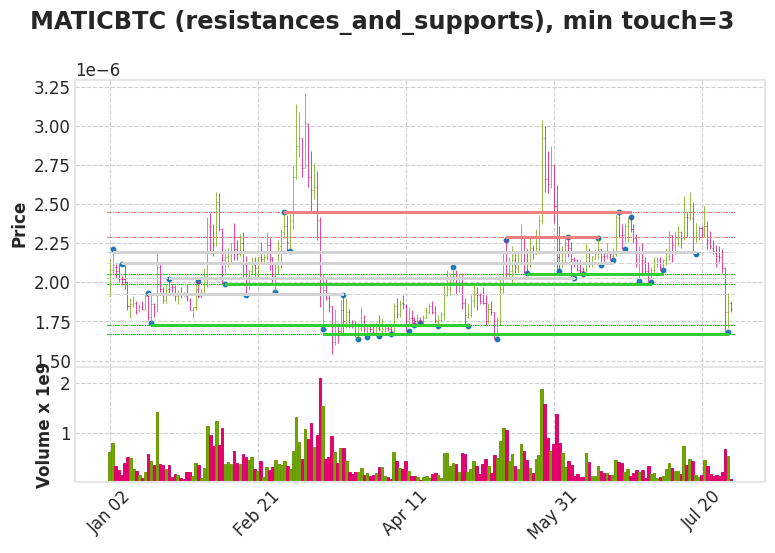 MATICBTC (resistances_and_supports), min touch=3
1e−6
3.25
3.00
2.75
2.50
2.25
2.00
1.75
1.50
Price
2
1
Volume x 1e9
Jan 02
Feb 21
Apr 11
May 31
Jul 20